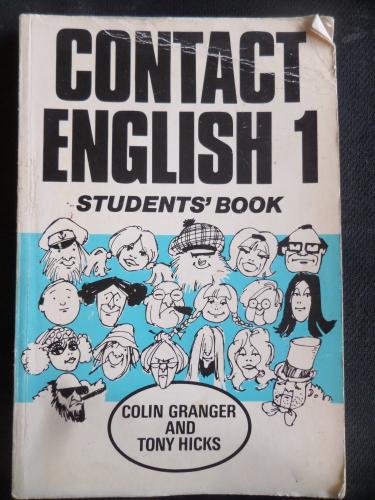 CONTACT
ENGLISH 1
STUDENTS' BOOK
COLIN GRANGER
AND
TONY HICKS